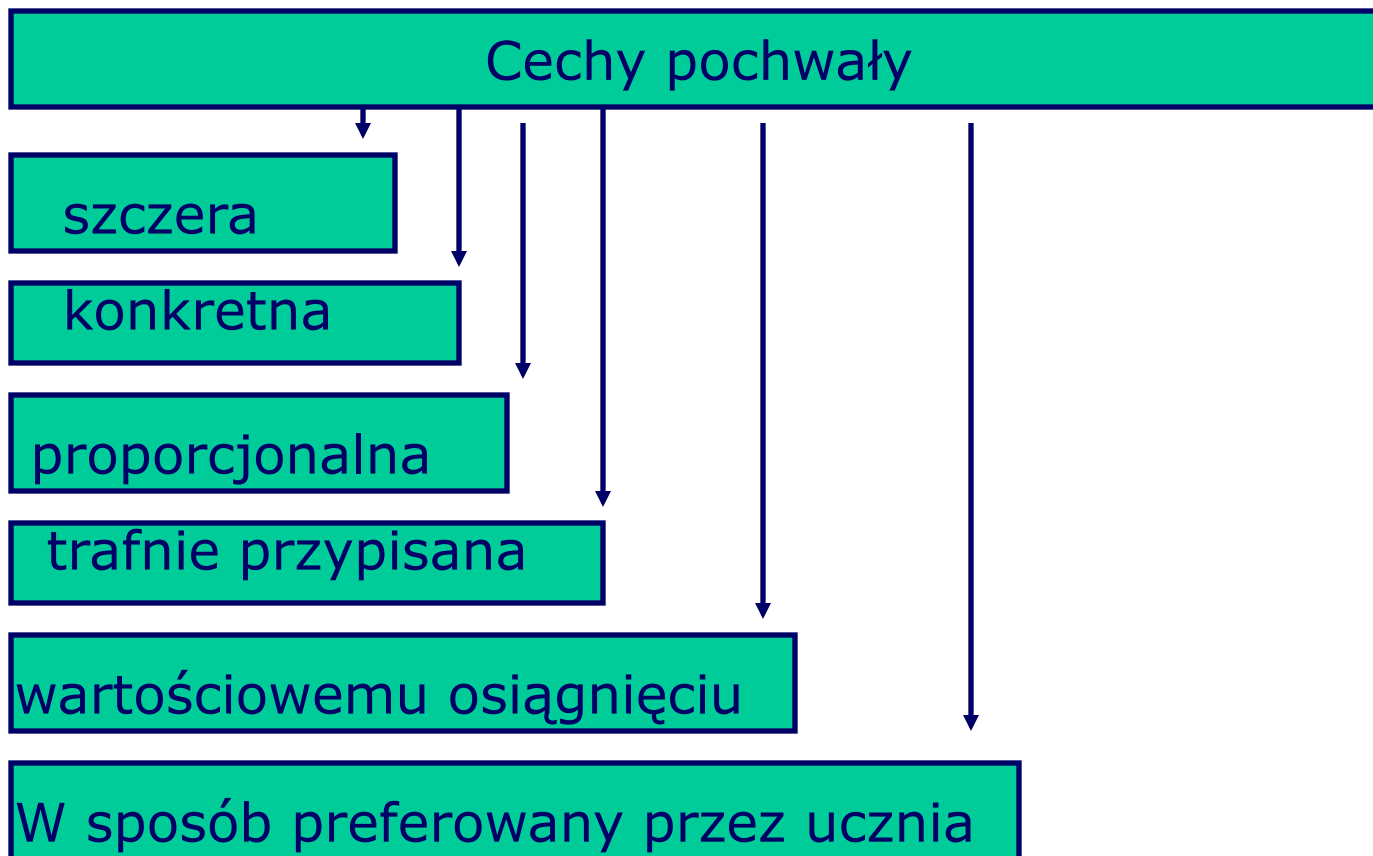 Cechy pochwały
szczera
konkretna
proporcjonalna
trafnie przypisana
wartościowemu osiągnięciu
W sposób preferowany przez ucznia